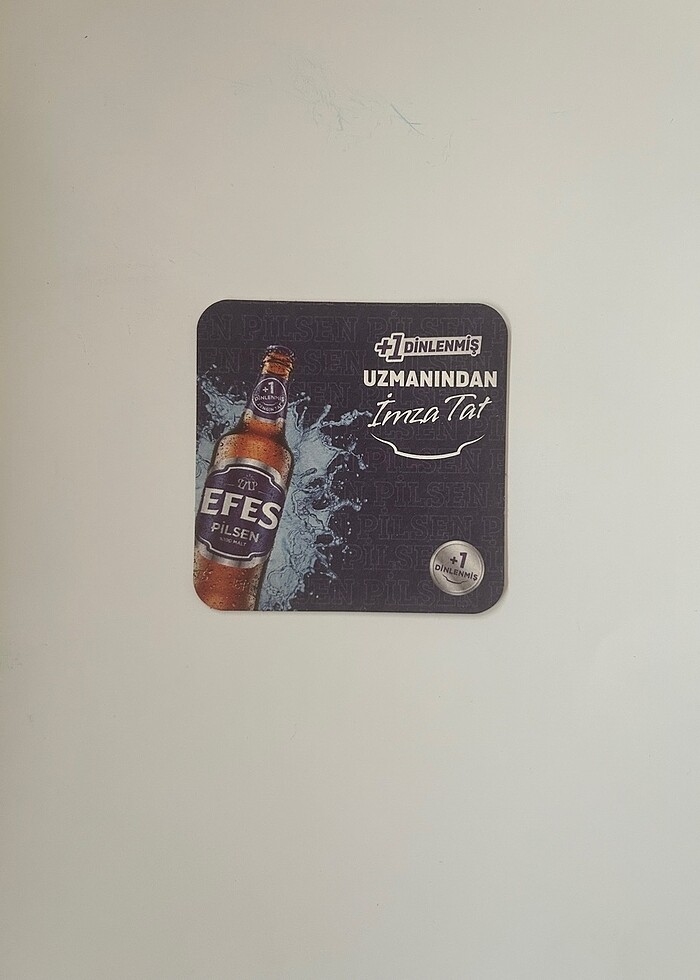 +1 DİNLENMİŞ
UZMANINDAN
İmza Tat
+1
DİNLENMİŞ
EFES
PİLSEN
+1
DİNLENMİŞ